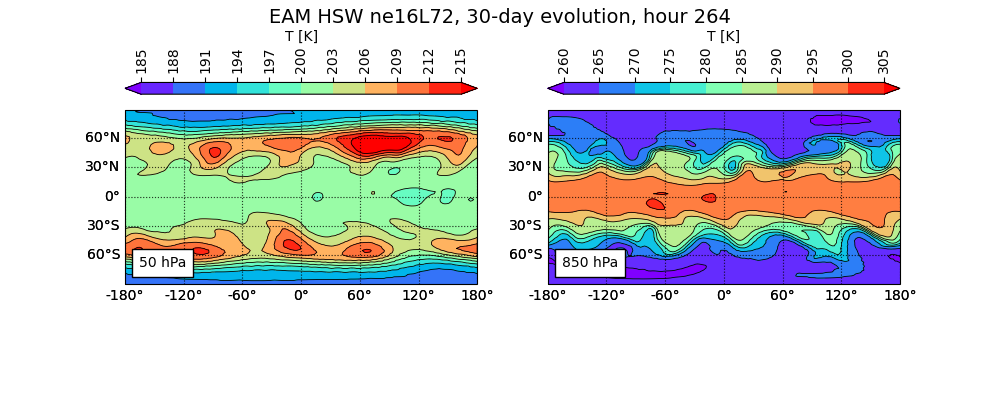 EAM HSW ne16L72, 30-day evolution, hour 264
T [K]
185 188 191 194 197 200 203 206 209 212 215
60°N
30°N
0°
30°S
60°S
50 hPa
-180° -120° -60° 0° 60° 120° 180°
T [K]
260 265 270 275 280 285 290 295 300 305
60°N
30°N
0°
30°S
60°S
850 hPa
-180° -120° -60° 0° 60° 120° 180°